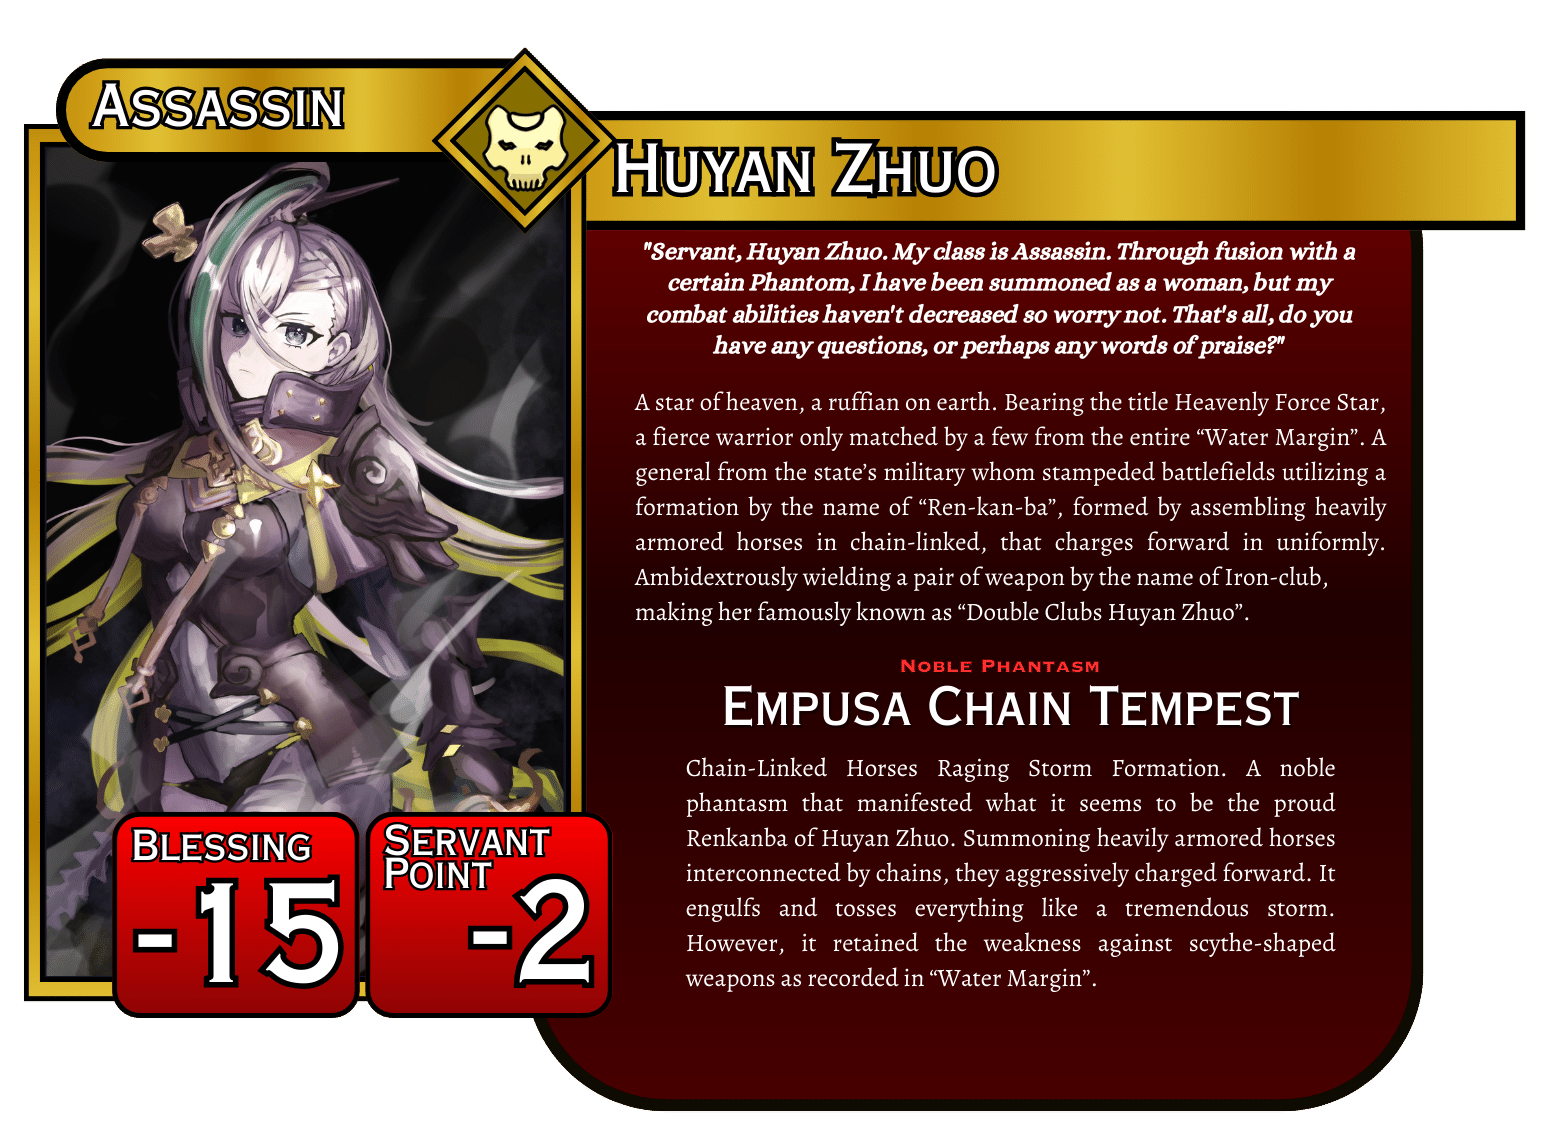 ASSASSIN
HUYAN ZHUO
"Servant, Huyan Zhuo. My class is Assassin. Through fusion with a
certain Phantom, I have been summoned as a woman, but my
combat abilities haven't decreased so worry not. That's all, do you
have any questions, or perhaps any words of praise?"
A star of heaven, a ruffian on earth. Bearing the title Heavenly Force Star,
a fierce warrior only matched by a few from the entire “Water Margin”. A
general from the state’s military whom stampeded battlefields utilizing a
formation by the name of “Ren-kan-ba”, formed by assembling heavily
armored horses in chain-linked, that charges forward in uniformly.
Ambidextrously wielding a pair of weapon by the name of Iron-club,
making her famously known as “Double Clubs Huyan Zhuo”.
NOBLE PHANTASM
EMPUSA CHAIN TEMPEST
Chain-Linked Horses Raging Storm Formation. A noble
phantasm that manifested what it seems to be the proud
Renkanba of Huyan Zhuo. Summoning heavily armored horses
interconnected by chains, they aggressively charged forward. It
engulfs and tosses everything like a tremendous storm.
However, it retained the weakness against scythe-shaped
weapons as recorded in “Water Margin”.
BLESSING
-15
SERVANT
POINT
-2